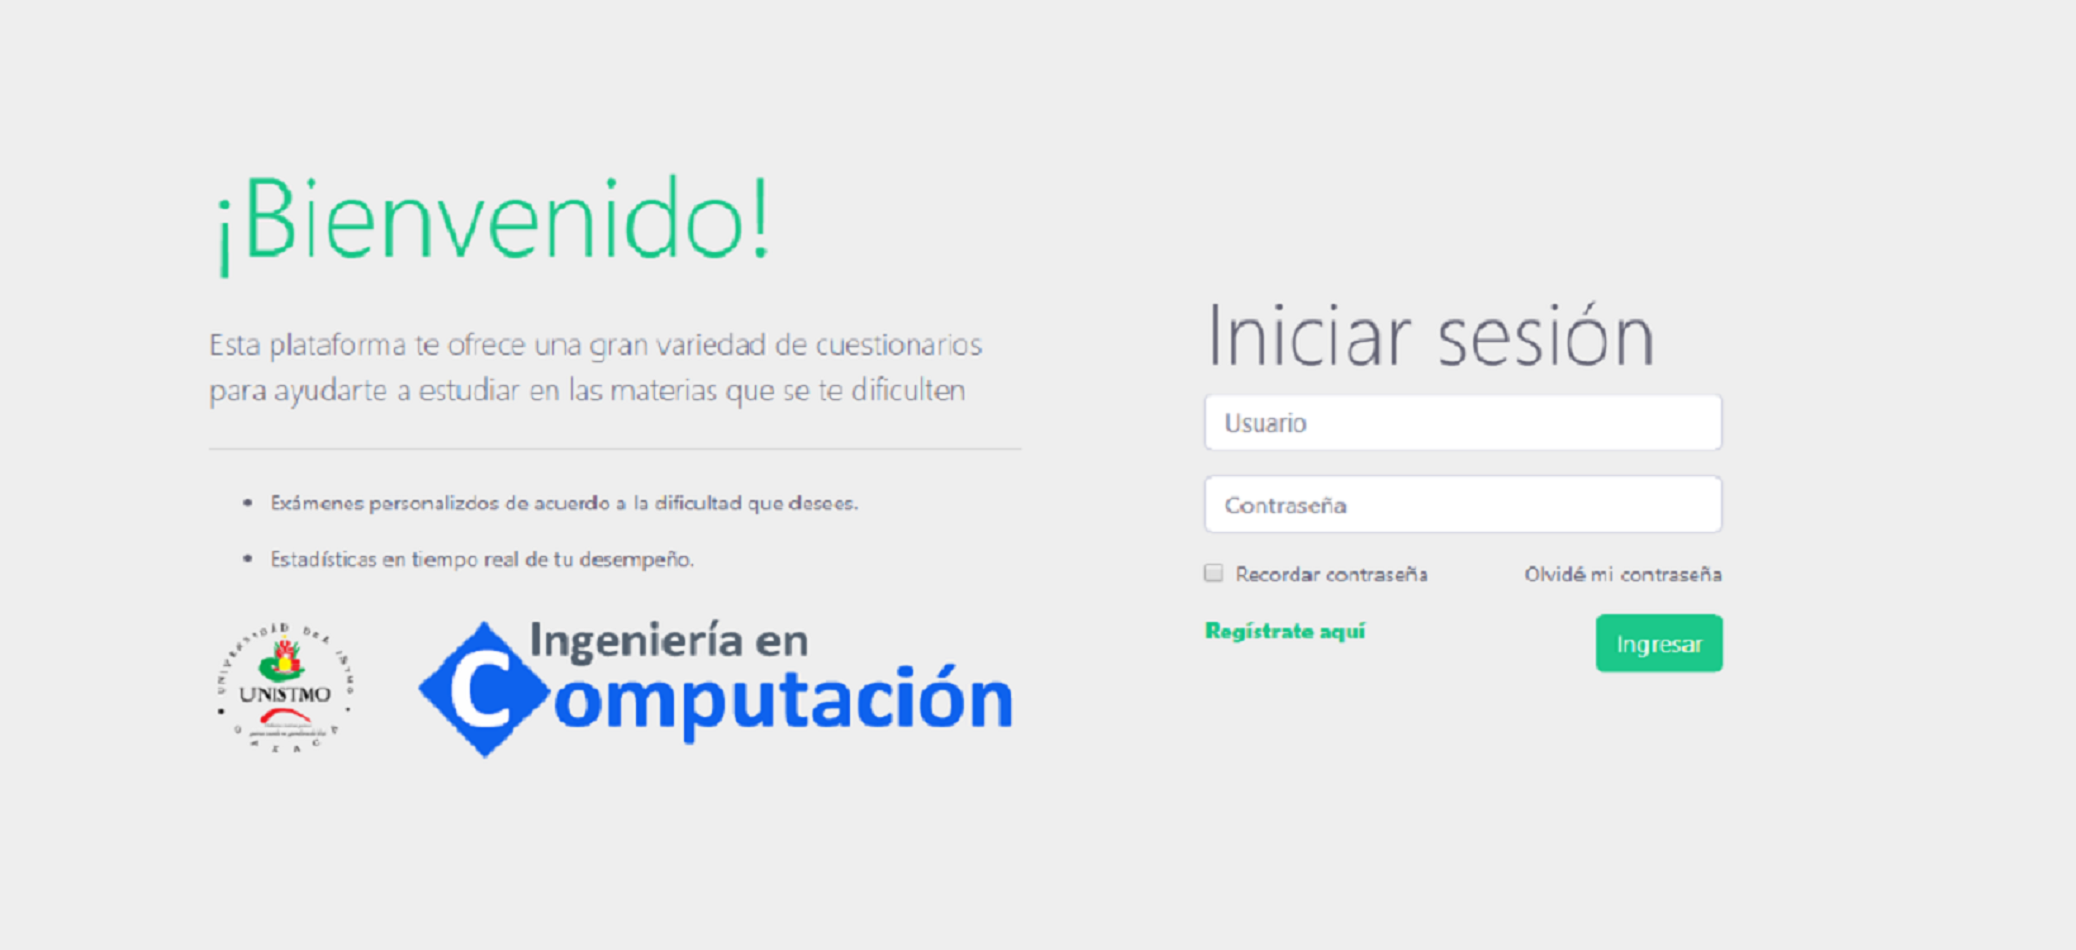 ¡Bienvenido!
Esta plataforma te ofrece una gran variedad de cuestionarios
para ayudarte a estudiar en las materias que se te dificulten
• Exámenes personalizdos de acuerdo a la dificultad que desees.
• Estadísticas en tiempo real de tu desempeño.
UNIVERSIDAD DEL ISTMO
UNISTMO
OAXACA
Ingeniería en
Computación
Iniciar sesión
Usuario
Contraseña
Recordar contraseña
Olvidé mi contraseña
Regístrate aquí
Ingresar